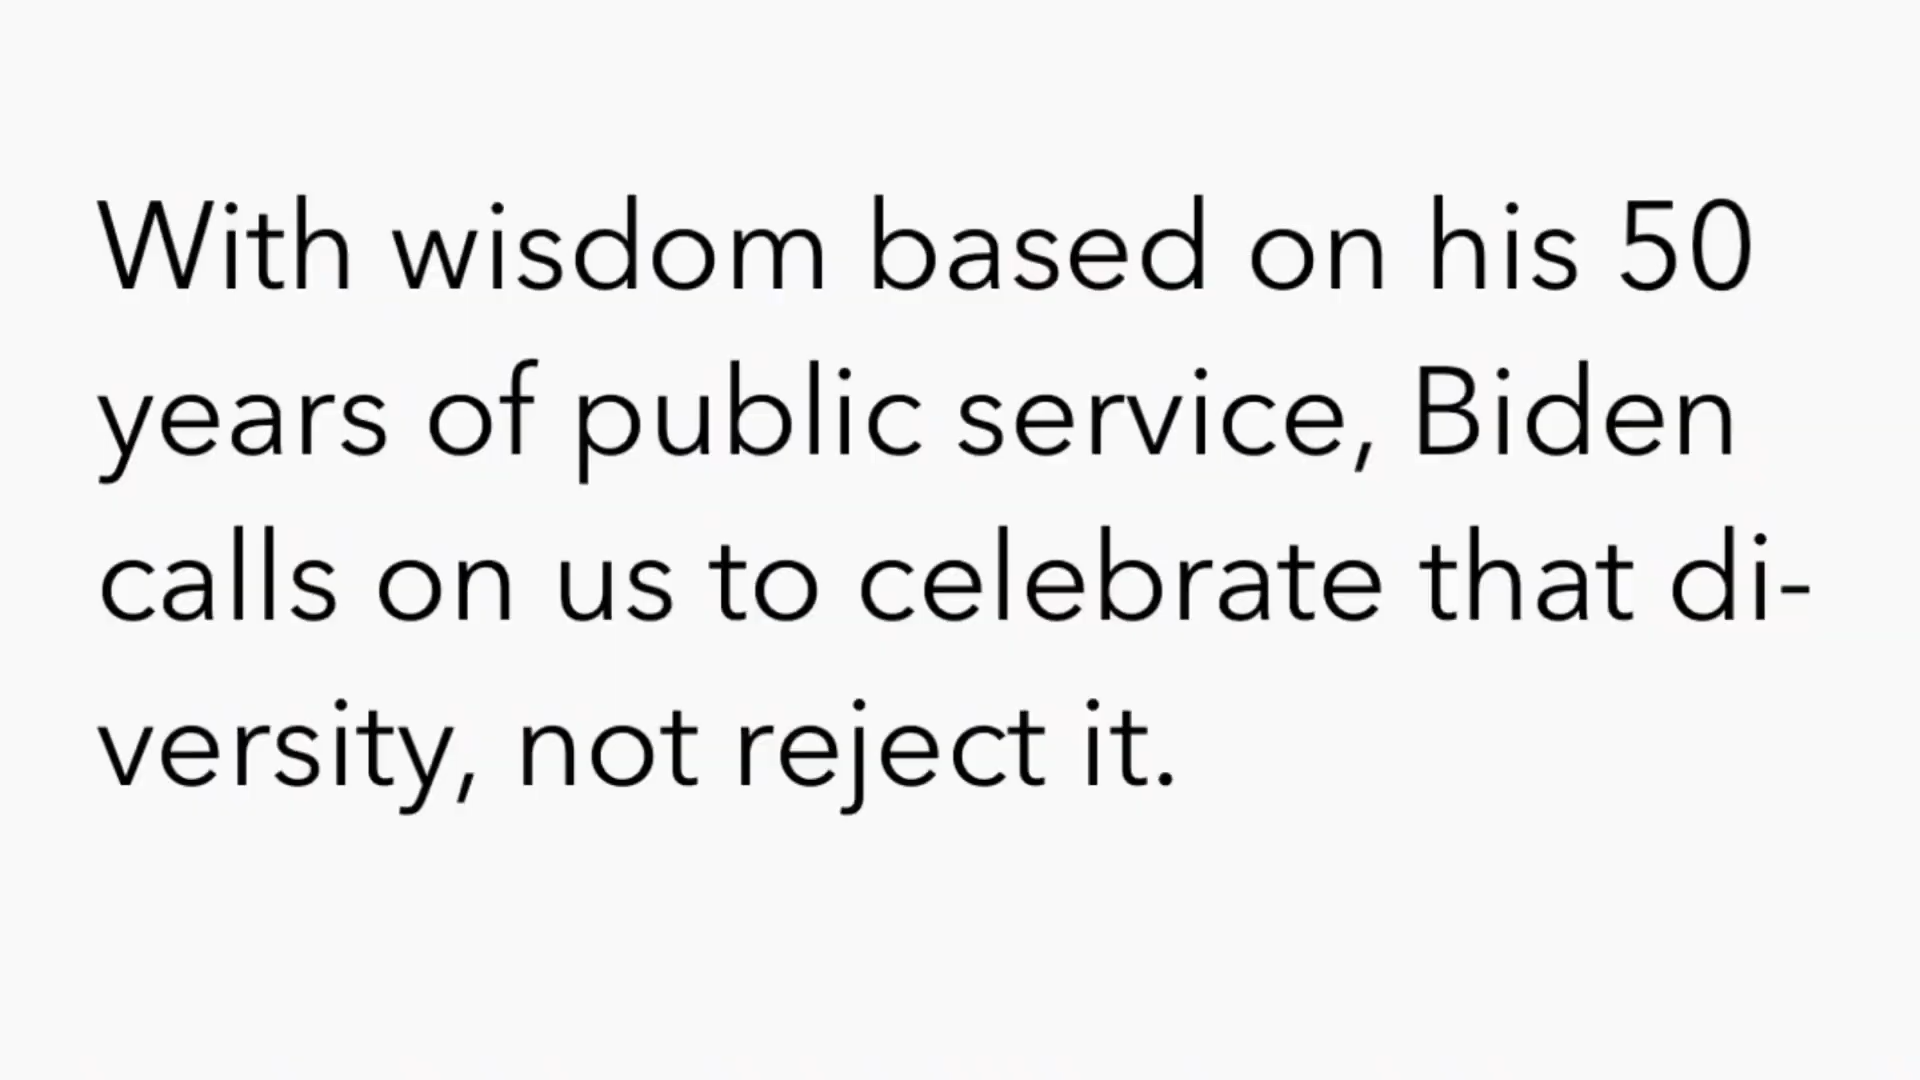 With wisdom based on his 50
years of public service, Biden
calls on us to celebrate that di-
versity, not reject it.